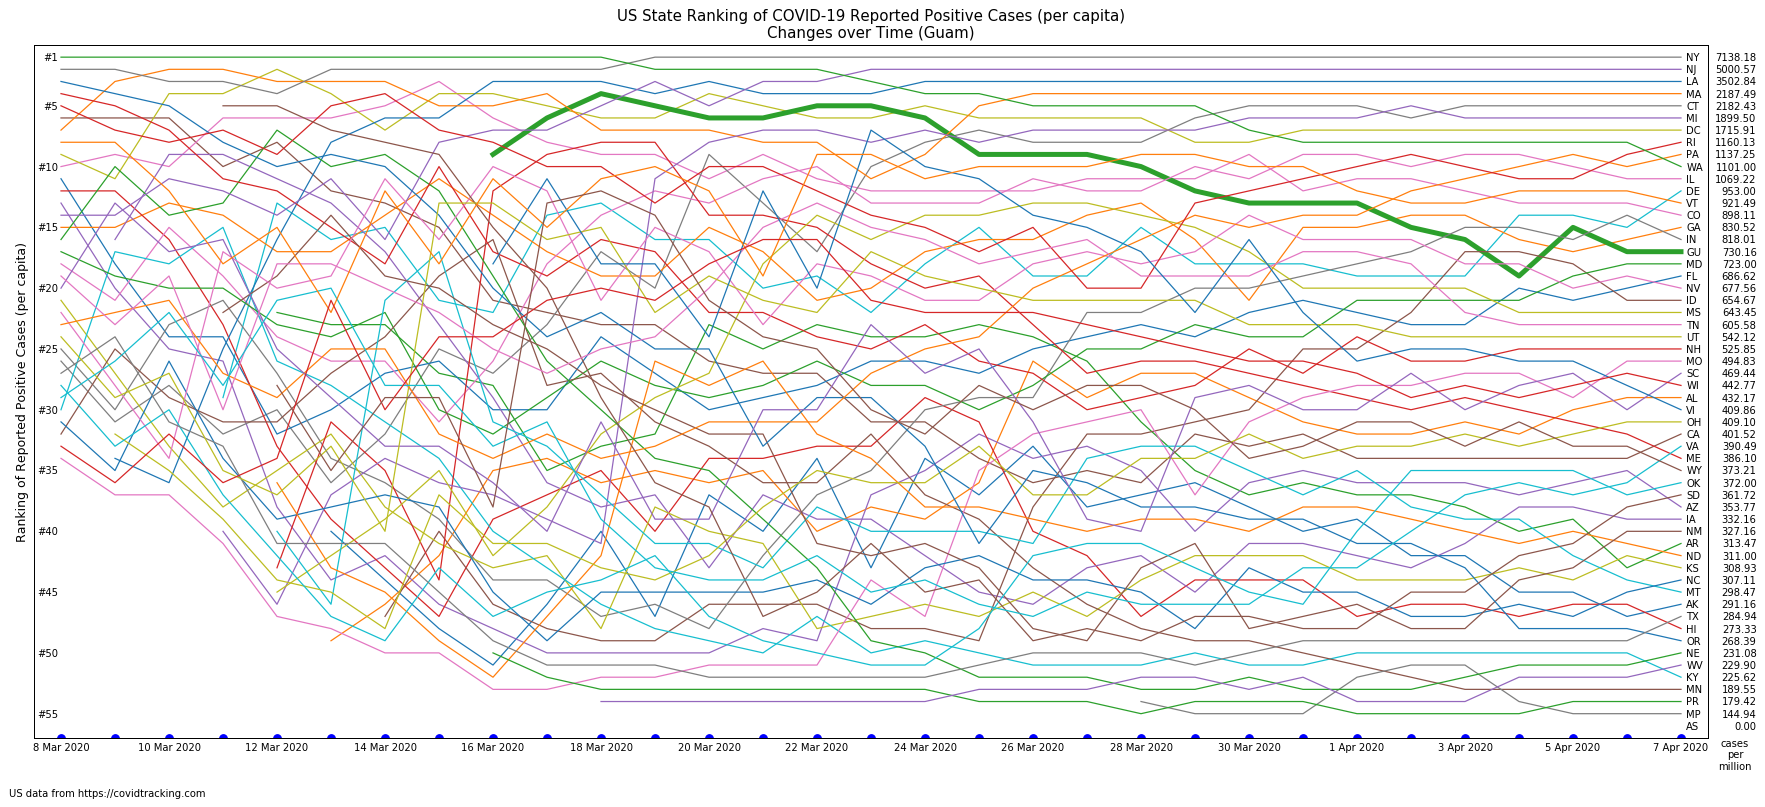 US State Ranking of COVID-19 Reported Positive Cases (per capita)
Changes over Time (Guam)
Ranking of Reported Positive Cases (per capita)
#1
#5
#10
#15
#20
#25
#30
#35
#40
#45
#50
#55
NY 7138.18
NJ 5000.57
LA 3502.84
MA 2187.49
CT 2182.43
MI 1899.50
DC 1715.91
RI 1160.13
PA 1137.25
WA 1101.00
IL 1069.22
DE 953.00
VT 921.49
CO 898.11
GA 830.52
IN 818.01
GU 730.16
MD 723.00
FL 686.62
NV 677.56
ID 654.67
MS 643.45
TN 605.58
UT 542.12
NH 525.85
MO 494.83
SC 469.44
WI 442.77
AL 432.17
VI 409.86
OH 409.10
CA 401.52
VA 390.49
ME 386.10
WY 373.21
OK 372.00
SD 361.72
AZ 353.77
IA 332.16
NM 327.16
AR 313.47
ND 311.00
KS 308.93
NC 307.11
MT 298.47
AK 291.16
TX 284.94
HI 273.33
OR 268.39
NE 231.08
WV 229.90
KY 225.62
MN 189.55
PR 179.42
MP 144.94
AS 0.00
8 Mar 2020 10 Mar 2020 12 Mar 2020 14 Mar 2020 16 Mar 2020 18 Mar 2020 20 Mar 2020 22 Mar 2020 24 Mar 2020 26 Mar 2020 28 Mar 2020 30 Mar 2020 1 Apr 2020 3 Apr 2020 5 Apr 2020 7 Apr 2020
cases
per
million
US data from https://covidtracking.com